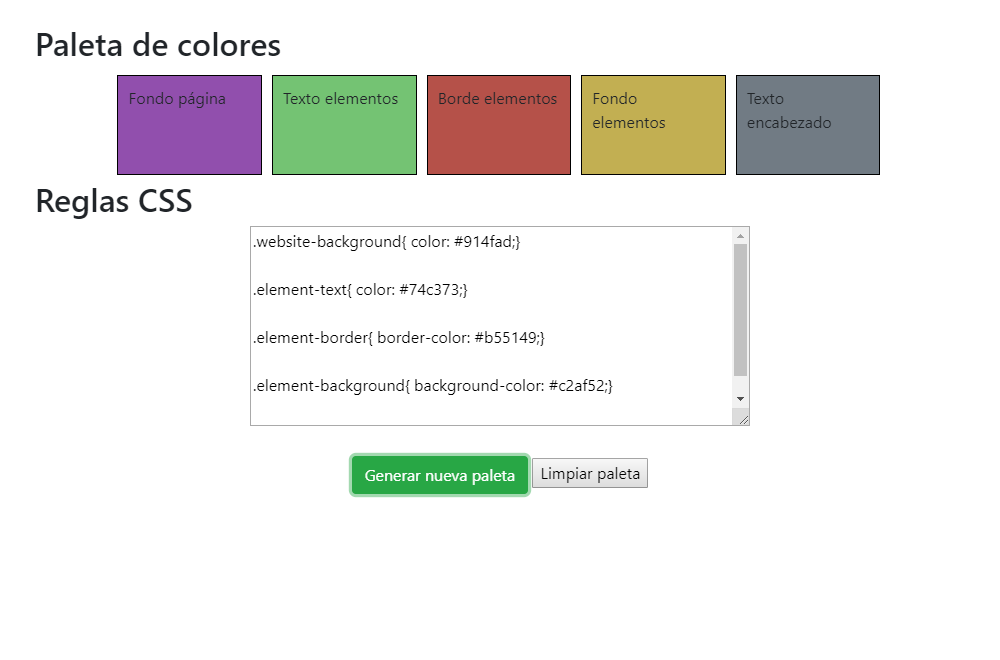 Paleta de colores
Fondo página
Texto elementos
Borde elementos
Fondo
elementos
Texto
encabezado
Reglas CSS
.website-background{ color: #914fad;}
.element-text{ color: #74c373;}
.element-border{ border-color: #b55149;}
.element-background{ background-color: #c2af52;}
Generar nueva paleta
Limpiar paleta